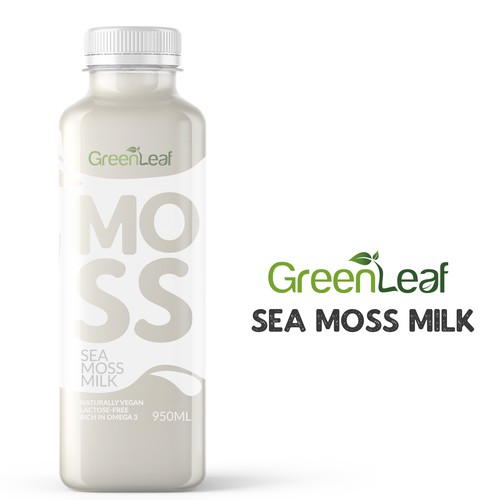 GreenLeaf
MO
SS
SEA
MOSS
MILK
NATURALLY VEGAN
LACTOSE-FREE
RICH IN OMEGA 3
950ML
GreenLeaf
SEA MOSS MILK